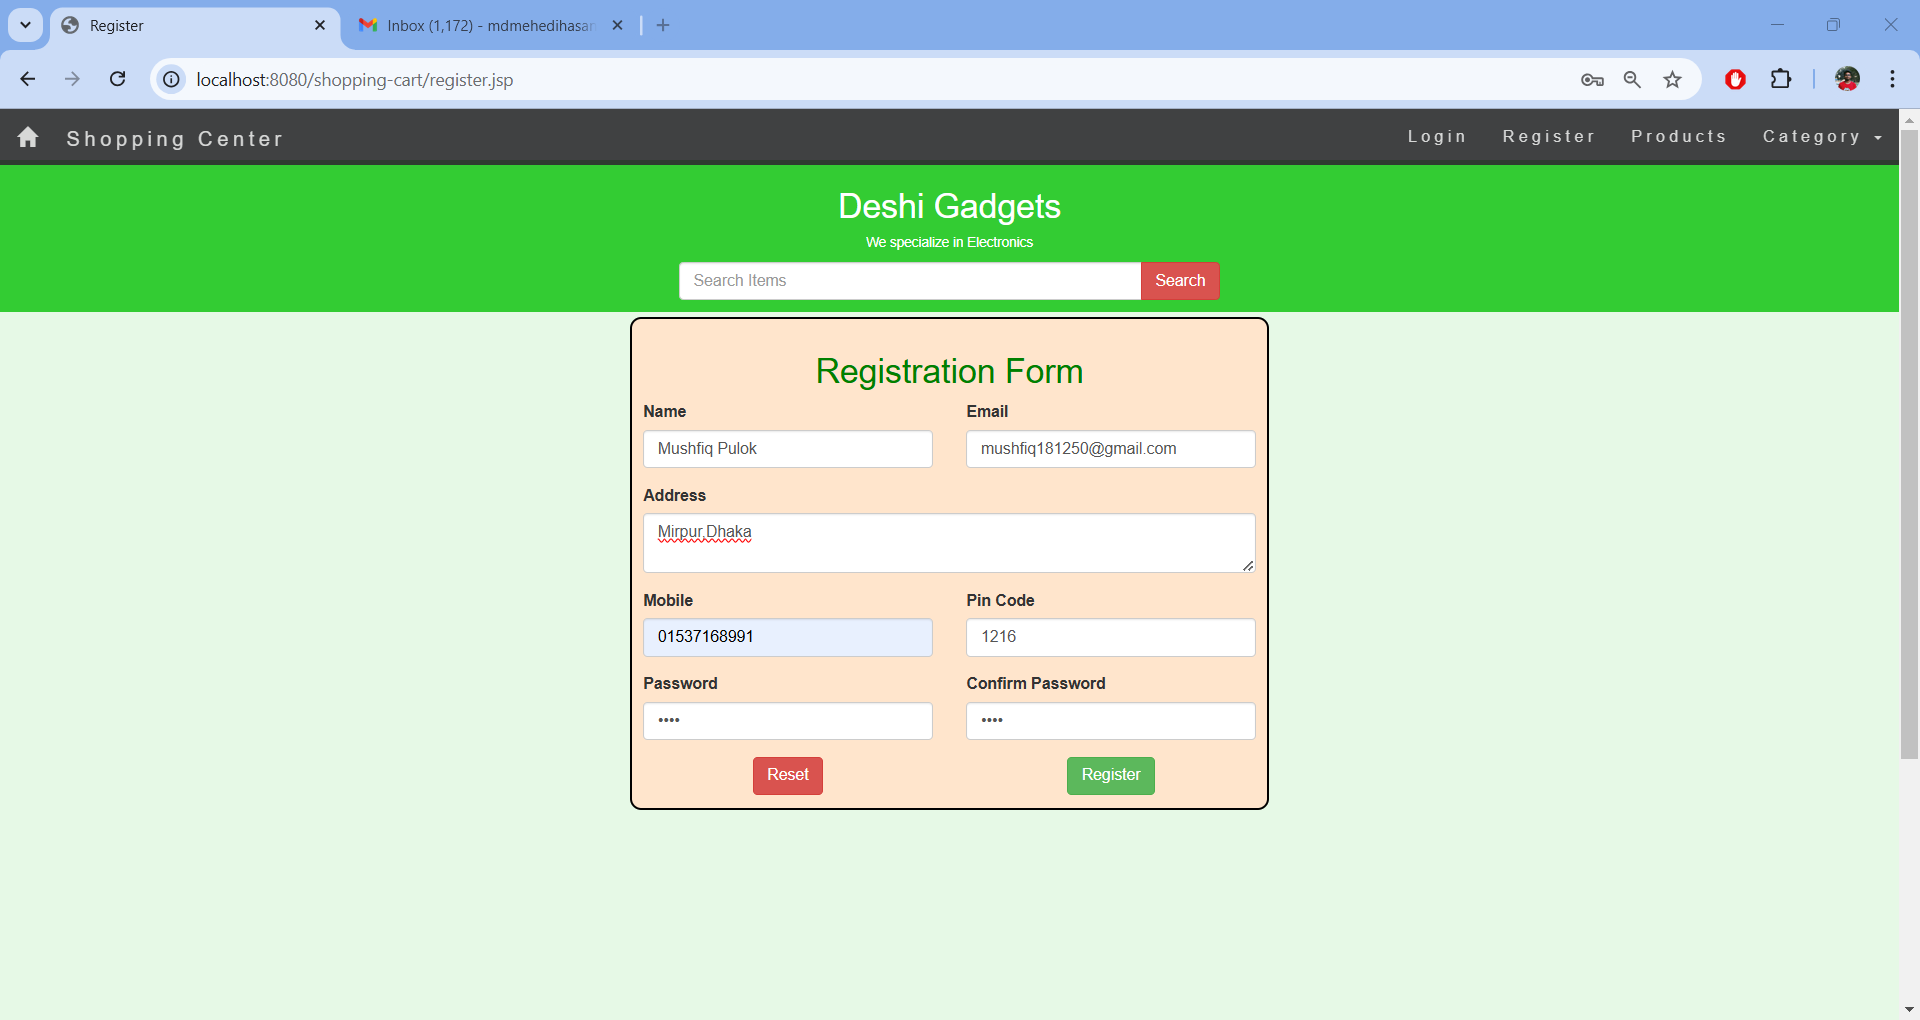 Register
Inbox (1,172) - mdmehedihasan
localhost:8080/shopping-cart/register.jsp
Shopping Center
Login Register Products Category
Deshi Gadgets
We specialize in Electronics
Search Items Search
Registration Form
Name Email
Mushfiq Pulok mushfiq181250@gmail.com
Address
Mirpur,Dhaka
Mobile Pin Code
01537168991 1216
Password Confirm Password
•••• ••••
Reset Register